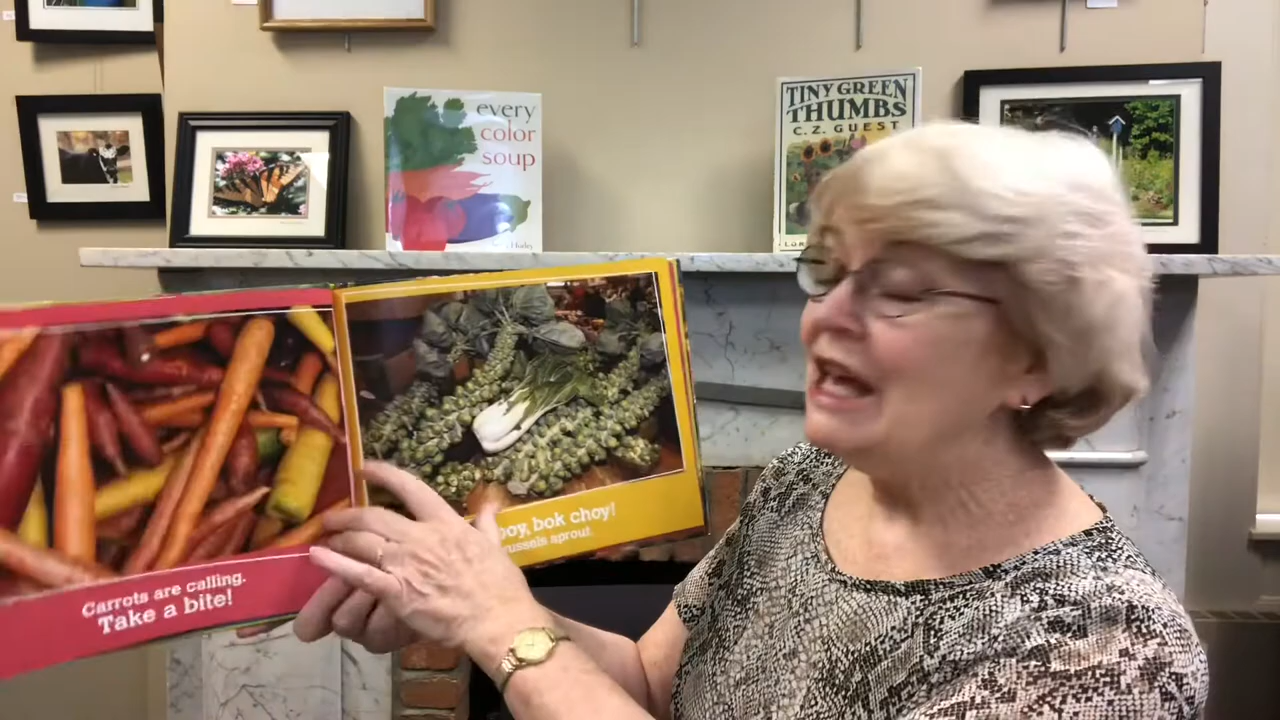 every
color
soup
TINY GREEN
THUMBS
C. Z. GUEST
Carrots are calling.
Take a bite!
boy, bok choy!
russels sprout.